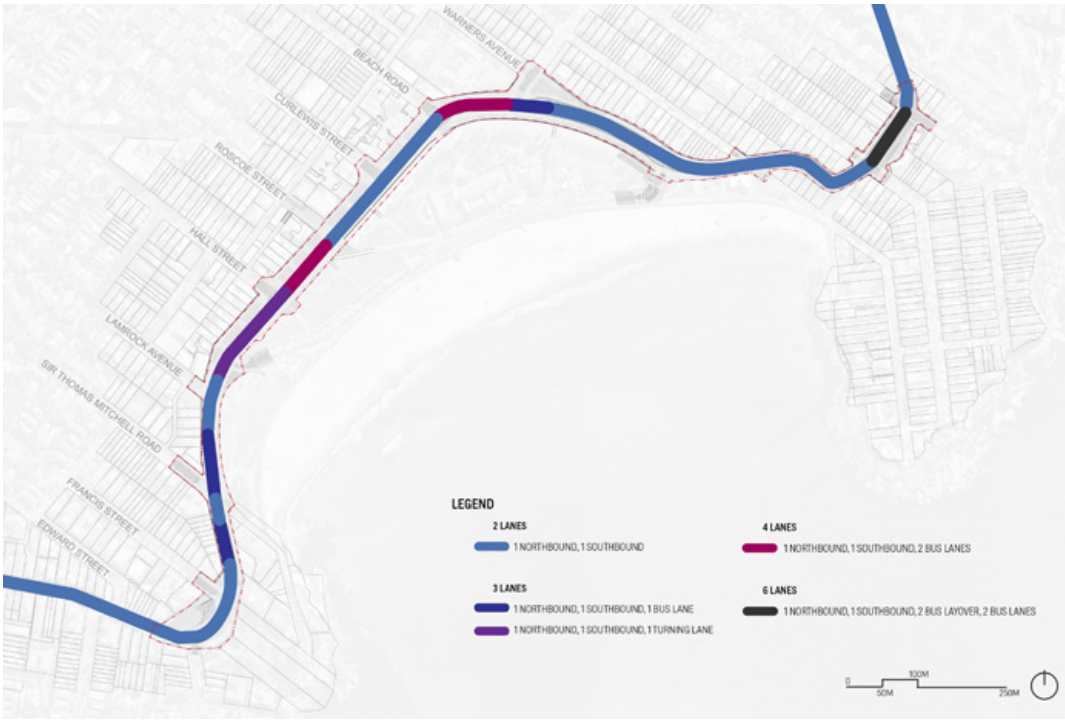 WARNERS AVENUE
BEACH ROAD
CURLEWIS STREET
ROSCOE STREET
HALL STREET
LAMROCK AVENUE
SIR THOMAS MITCHELL ROAD
FRANCIS STREET
EDWARD STREET
LEGEND
2 LANES
1 NORTHBOUND, 1 SOUTHBOUND
3 LANES
1 NORTHBOUND, 1 SOUTHBOUND, 1 BUS LANE
1 NORTHBOUND, 1 SOUTHBOUND, 1 TURNING LANE
4 LANES
1 NORTHBOUND, 1 SOUTHBOUND, 2 BUS LANES
6 LANES
1 NORTHBOUND, 1 SOUTHBOUND, 2 BUS LAYOVER, 2 BUS LANES
0 50M 100M 250M